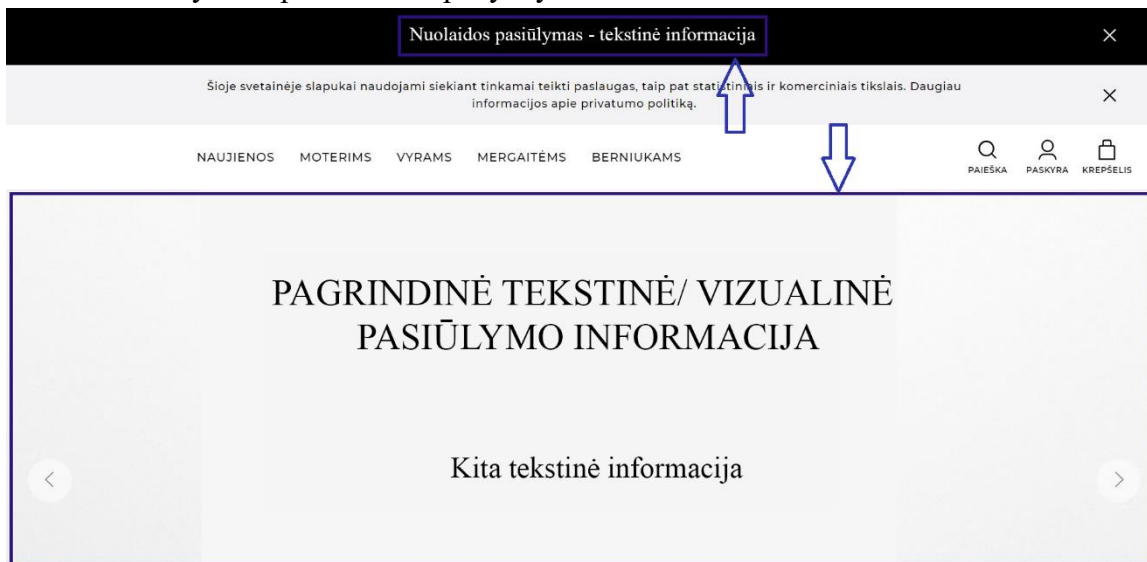 Nuolaidos pasiūlymas - tekstinė informacija
Šioje svetainėje slapukai naudojami siekiant tinkamai teikti paslaugas, taip pat statistiniais ir komerciniais tikslais. Daugiau
informacijos apie privatumo politiką.
NAUJIENOS MOTERIMS VYRAMS MERGAITĖMS BERNIUKAMS
PAIEŠKA PASKYRA KREPŠELIS
PAGRINDINĖ TEKSTINĖ/ VIZUALINĖ
PASIŪLYMO INFORMACIJA
Kita tekstinė informacija